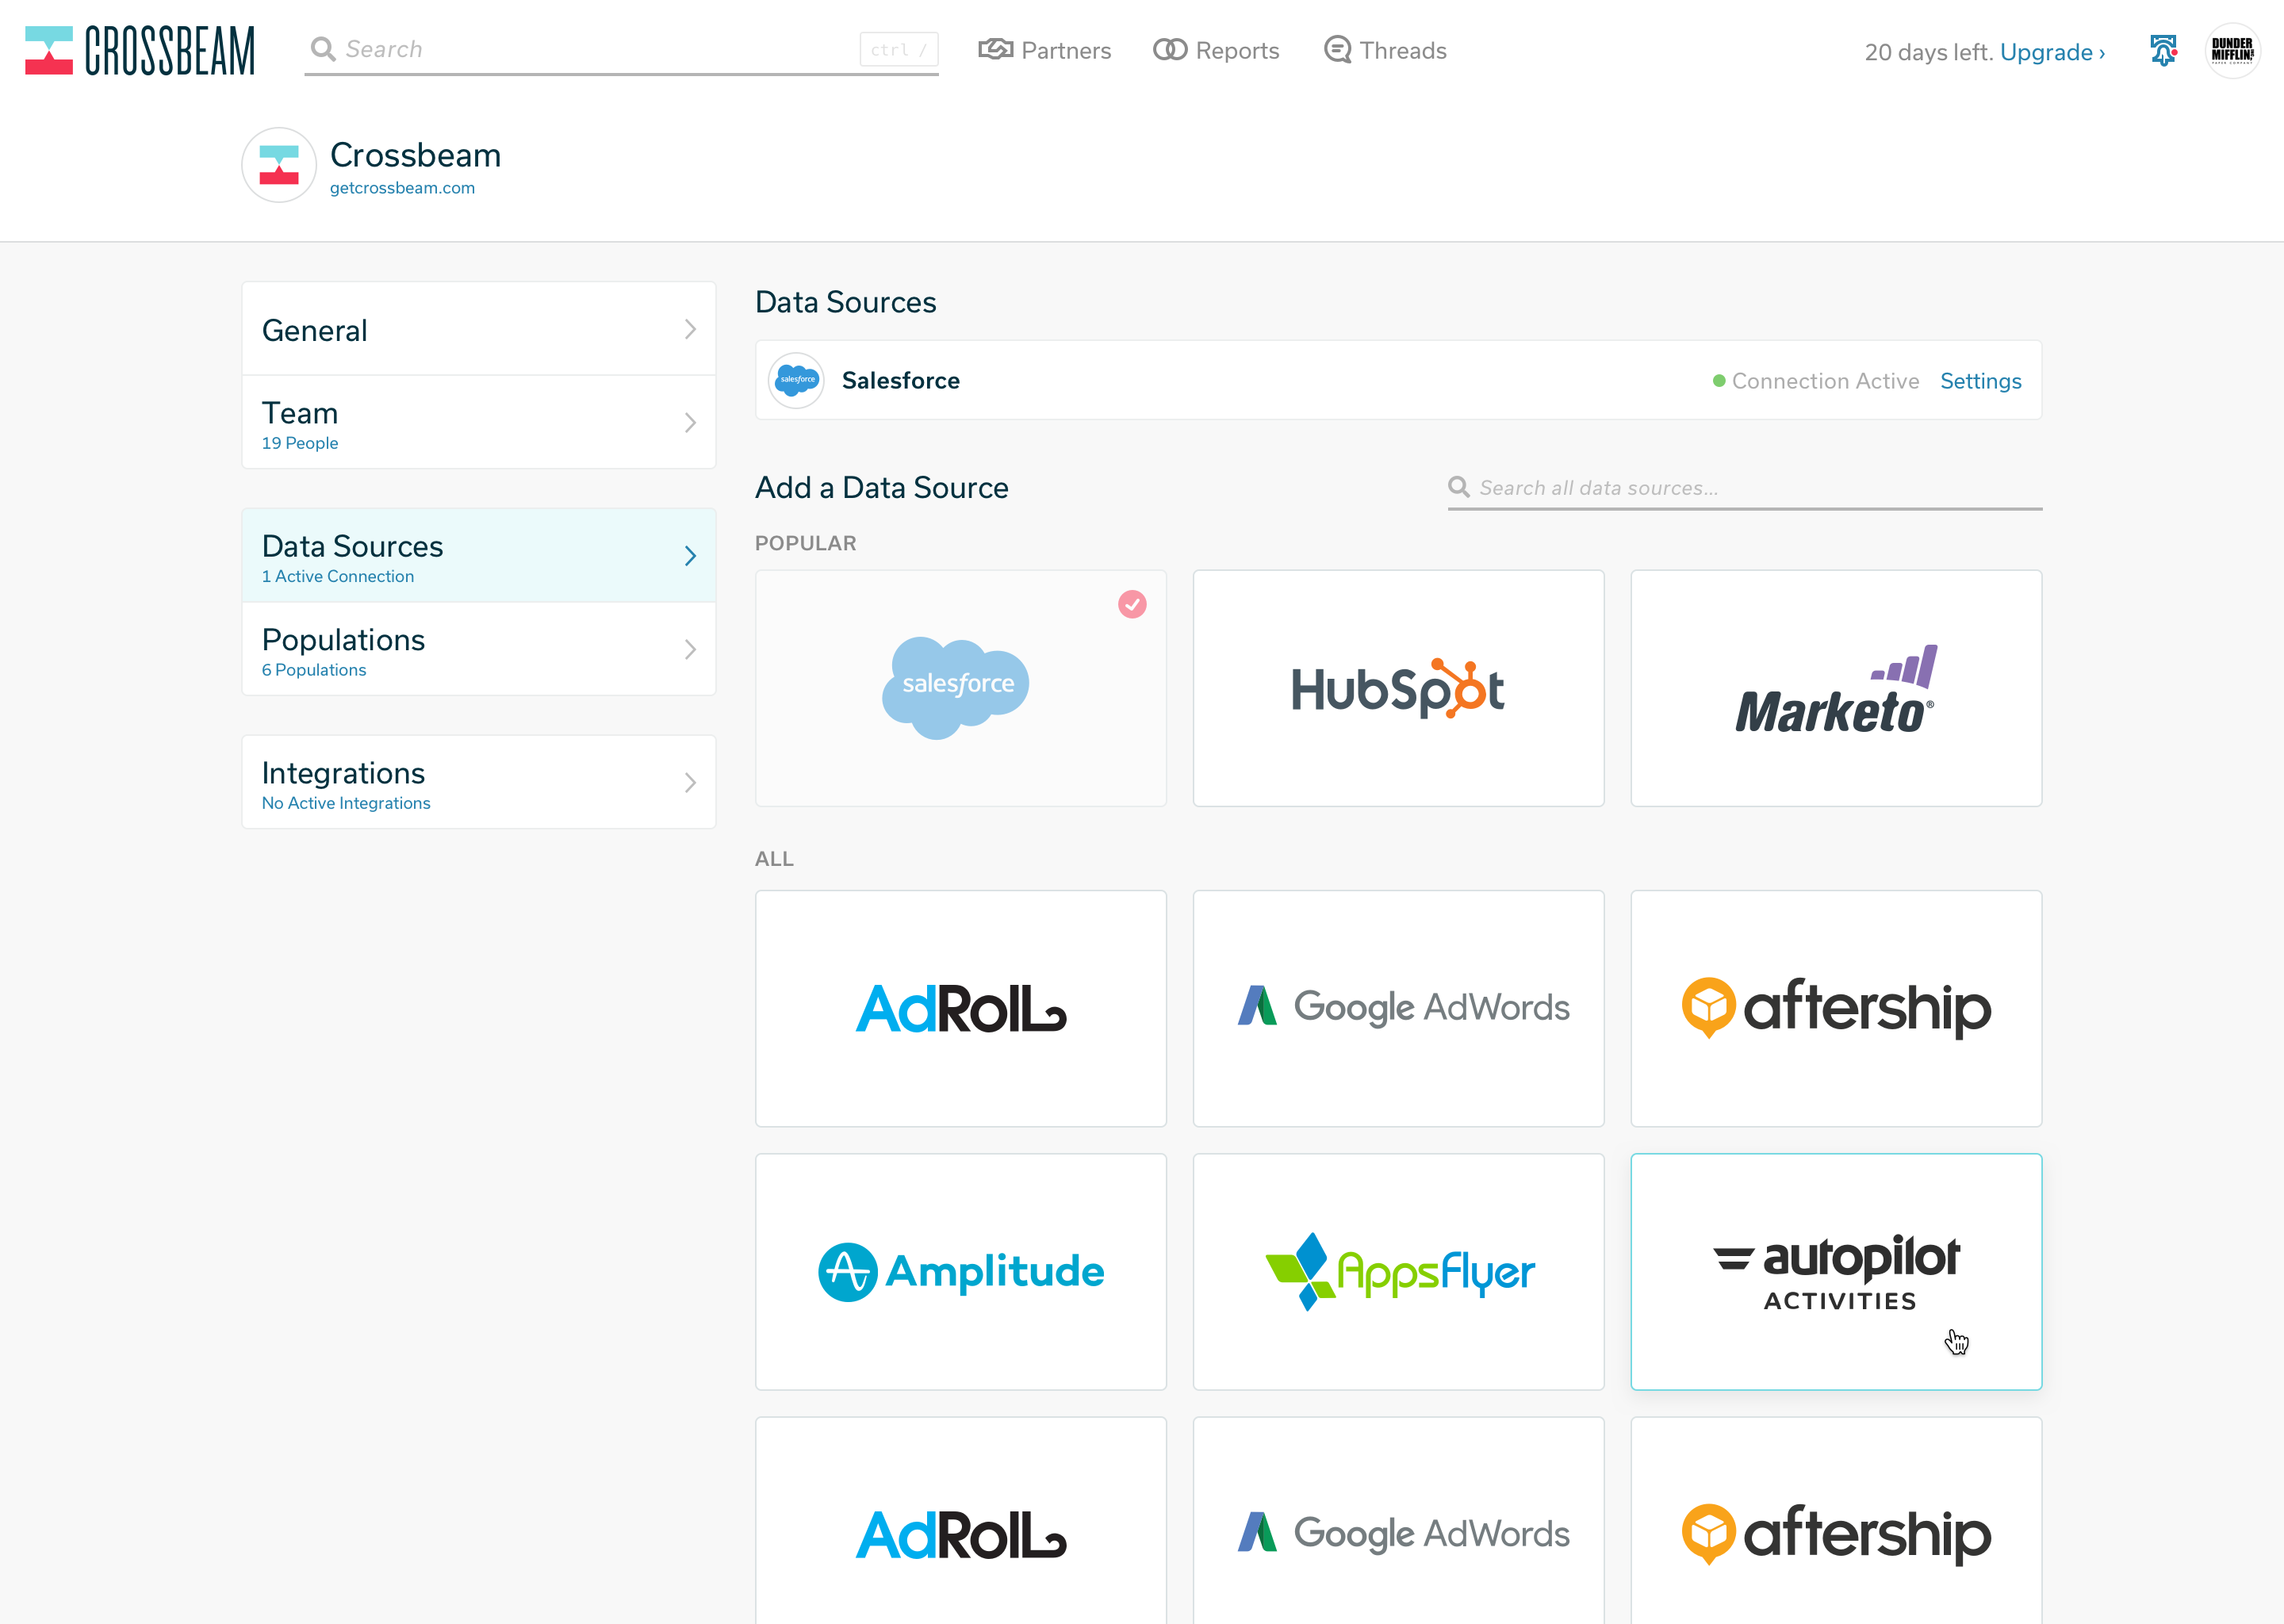 CROSSBEAM
Search
ctrl /
Partners
Reports
Threads
20 days left. Upgrade ›
DUNDER
MIFFLIN
Crossbeam
getcrossbeam.com
General
Team
19 People
Data Sources
1 Active Connection
Populations
6 Populations
Integrations
No Active Integrations
Data Sources
salesforce
Salesforce
Connection Active
Settings
Add a Data Source
Search all data sources...
POPULAR
salesforce
HubSpot
Marketo®
ALL
AdRoll
Google AdWords
aftership
Amplitude
AppsFlyer
autopilot
ACTIVITIES
AdRoll
Google AdWords
aftership